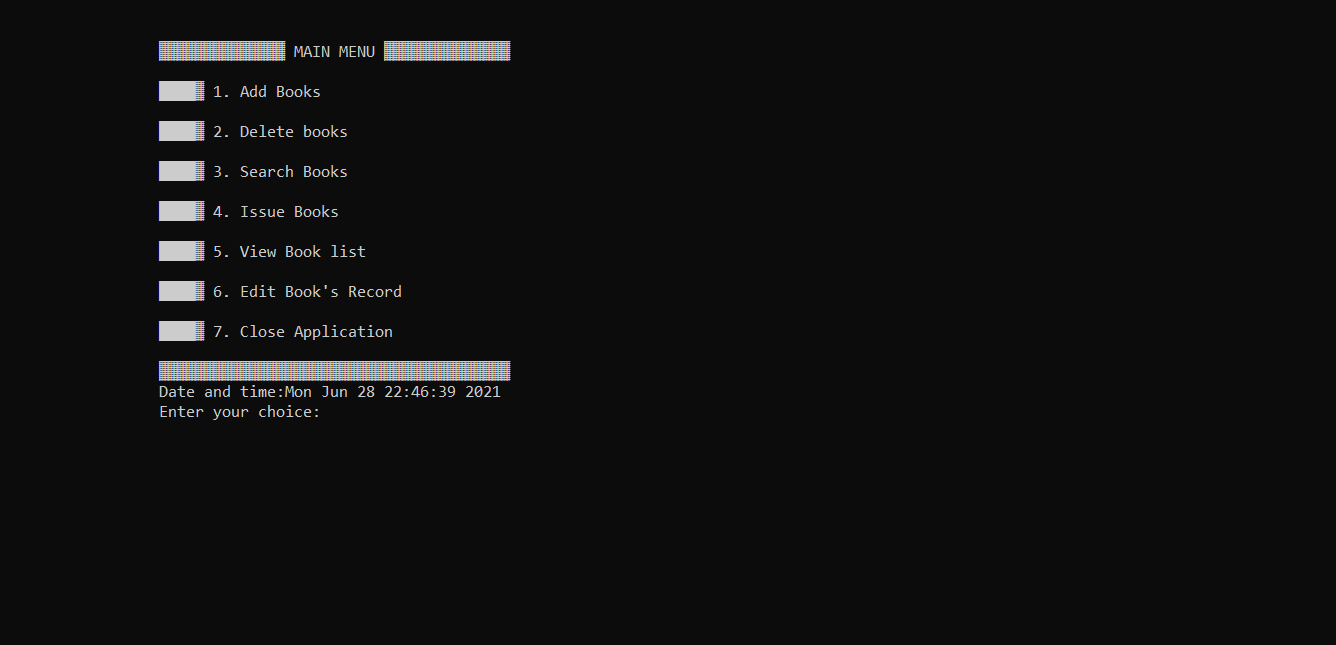 MAIN MENU
1. Add Books
2. Delete books
3. Search Books
4. Issue Books
5. View Book list
6. Edit Book's Record
7. Close Application
Date and time:Mon Jun 28 22:46:39 2021
Enter your choice: